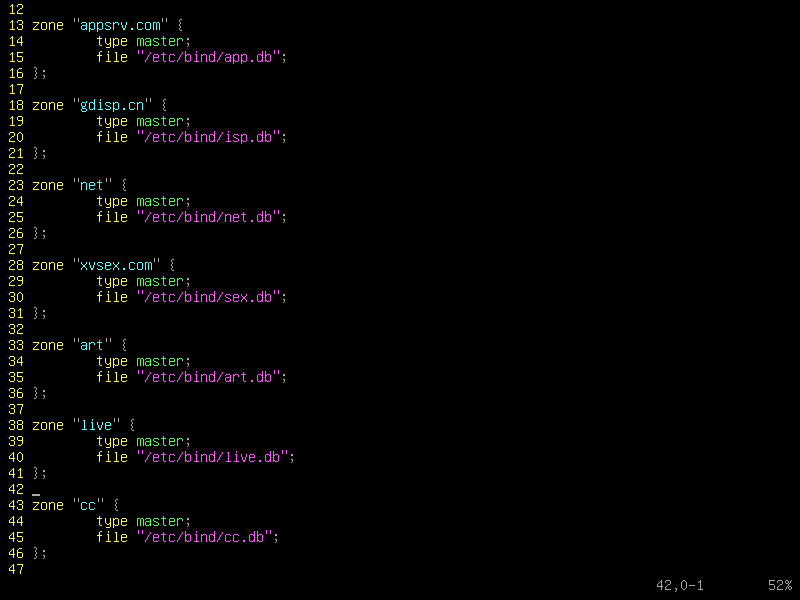 12
13 zone "appsrv.com" {
14         type master;
15         file "/etc/bind/app.db";
16 };
17
18 zone "gdisp.cn" {
19         type master;
20         file "/etc/bind/isp.db";
21 };
22
23 zone "net" {
24         type master;
25         file "/etc/bind/net.db";
26 };
27
28 zone "xvsex.com" {
29         type master;
30         file "/etc/bind/sex.db";
31 };
32
33 zone "art" {
34         type master;
35         file "/etc/bind/art.db";
36 };
37
38 zone "live" {
39         type master;
40         file "/etc/bind/live.db";
41 };
42
43 zone "cc" {
44         type master;
45         file "/etc/bind/cc.db";
46 };
47
42,0-1        52%